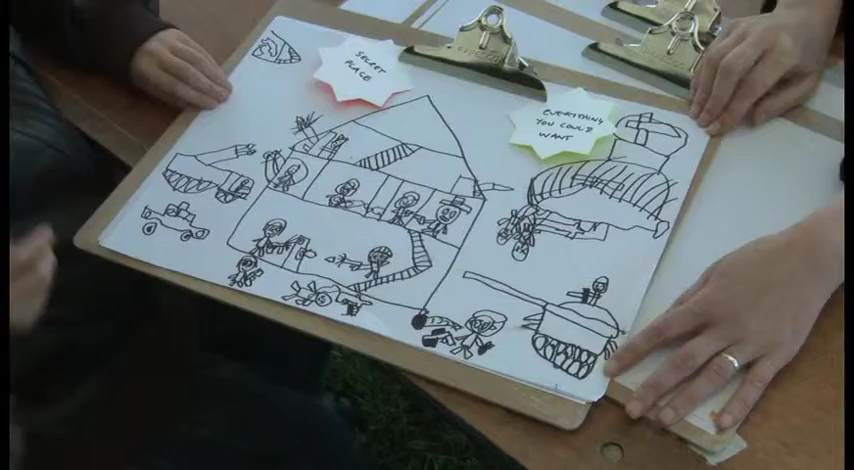 SECRET
PLACE
EVERYTHING
YOU COULD
WANT